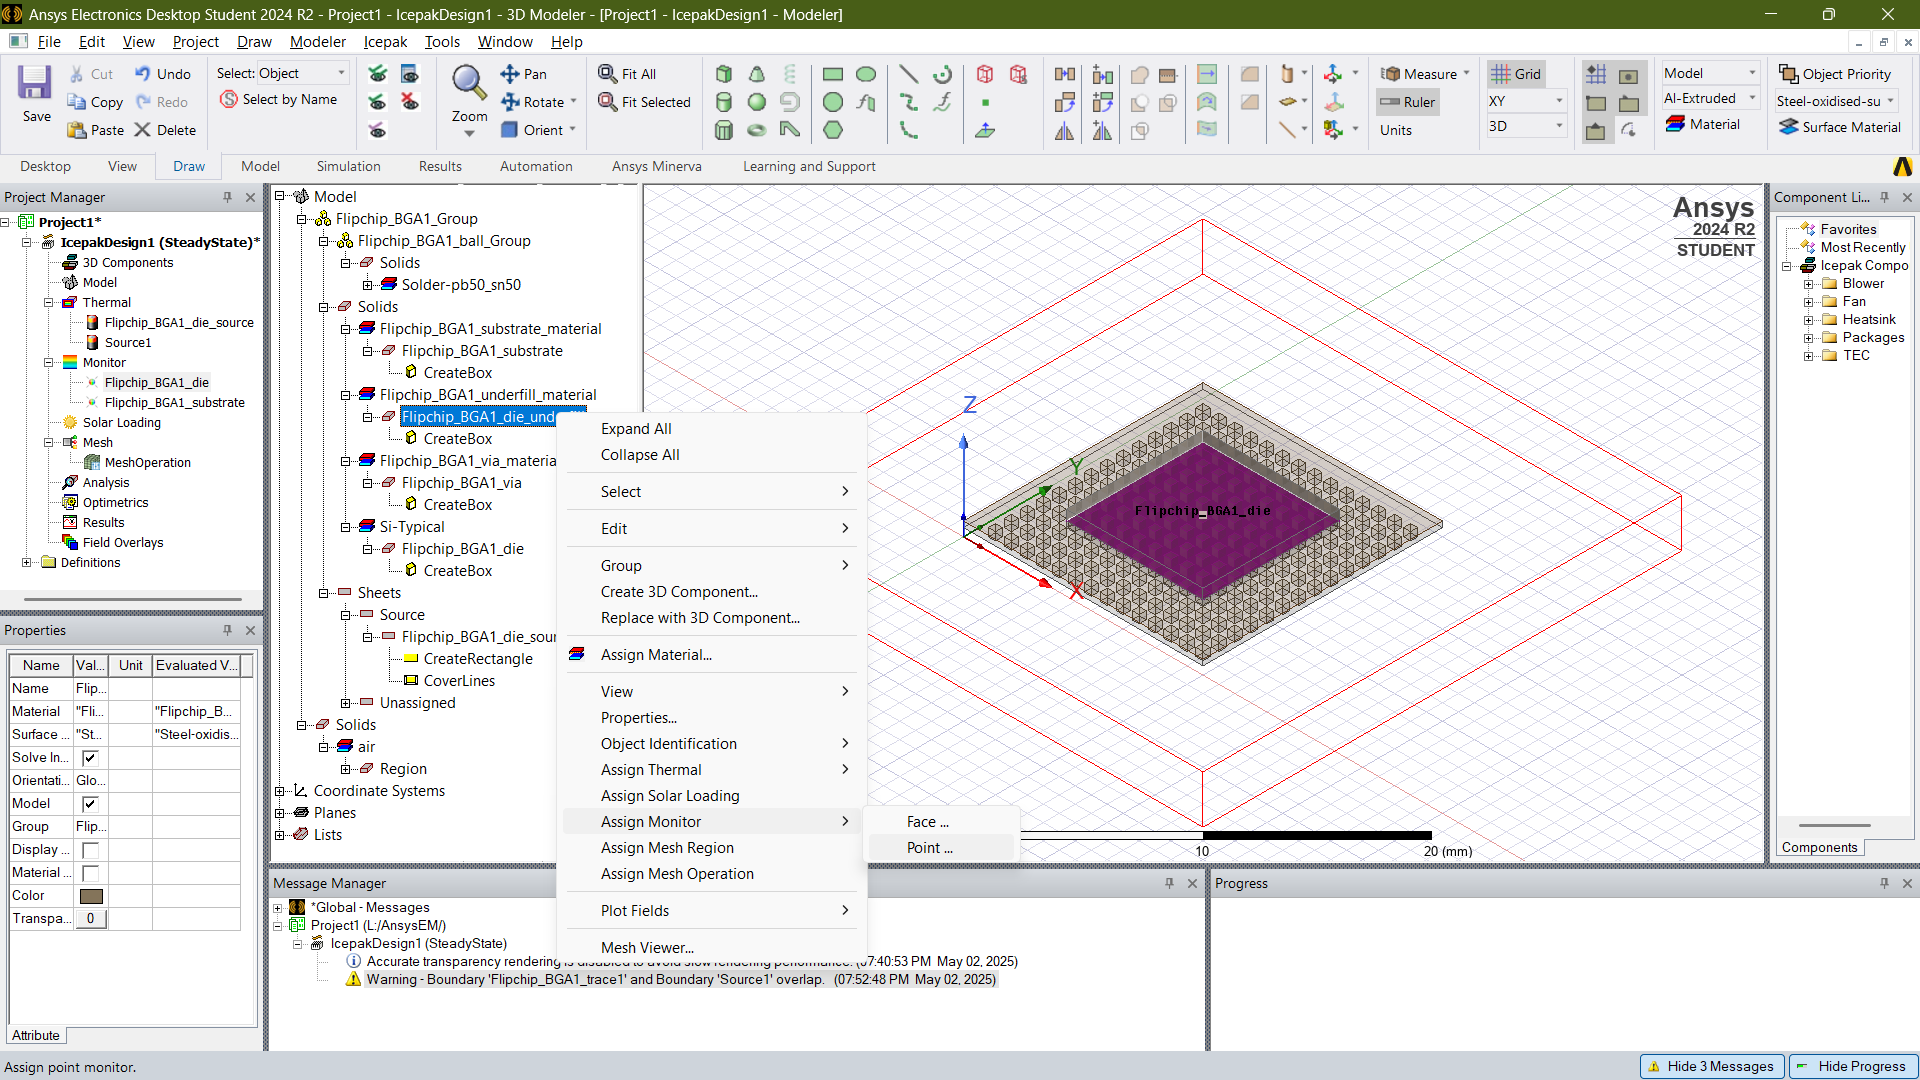 Ansys Electronics Desktop Student 2024 R2 - Project1 - IcepakDesign1 - 3D Modeler - [Project1 - IcepakDesign1 - Modeler]
File Edit View Project Draw Modeler Icepak Tools Window Help
Save
Cut
Copy
Paste
Undo
Redo
Delete
Select: Object
Select by Name
Zoom
Pan
Rotate
Orient
Fit All
Fit Selected
Measure
Ruler
Units
Grid
XY
3D
Model
Al-Extruded
Material
Object Priority
Steel-oxidised-su
Surface Material
Desktop View Draw Model Simulation Results Automation Ansys Minerva Learning and Support
Project Manager
Project1*
IcepakDesign1 (SteadyState)*
3D Components
Model
Thermal
Flipchip_BGA1_die_source
Source1
Monitor
Flipchip_BGA1_die
Flipchip_BGA1_substrate
Solar Loading
Mesh
MeshOperation
Analysis
Optimetrics
Results
Field Overlays
Definitions
Properties
Name Val... Unit Evaluated V...
Name Flip...
Material "Fli... "Flipchip_B...
Surface ... "St... "Steel-oxidis...
Solve In...
Orientati... Glo...
Model
Group Flip...
Display ...
Material ...
Color
Transpa... 0
Attribute
Model
Flipchip_BGA1_Group
Flipchip_BGA1_ball_Group
Solids
Solder-pb50_sn50
Solids
Flipchip_BGA1_substrate_material
Flipchip_BGA1_substrate
CreateBox
Flipchip_BGA1_underfill_material
Flipchip_BGA1_die_und
CreateBox
Flipchip_BGA1_via_materia
Flipchip_BGA1_via
CreateBox
Si-Typical
Flipchip_BGA1_die
CreateBox
Sheets
Source
Flipchip_BGA1_die_sour
CreateRectangle
CoverLines
Unassigned
Solids
air
Region
Coordinate Systems
Planes
Lists
Expand All
Collapse All
Select
Edit
Group
Create 3D Component...
Replace with 3D Component...
Assign Material...
View
Properties...
Object Identification
Assign Thermal
Assign Solar Loading
Assign Monitor
Assign Mesh Region
Assign Mesh Operation
Plot Fields
Mesh Viewer...
Face ...
Point ...
Ansys
2024 R2
STUDENT
Z
Y
X
Flipchip_BGA1_die
10
20 (mm)
Component Li...
Favorites
Most Recently
Icepak Compo
Blower
Fan
Heatsink
Packages
TEC
Components
Message Manager
*Global - Messages
Project1 (L:/AnsysEM/)
IcepakDesign1 (SteadyState)
Accurate transparency rendering is disabled to avoid slow rendering performance. (07:40:53 PM May 02, 2025)
Warning - Boundary 'Flipchip_BGA1_trace1' and Boundary 'Source1' overlap. (07:52:48 PM May 02, 2025)
Progress
Assign point monitor.
Hide 3 Messages
Hide Progress